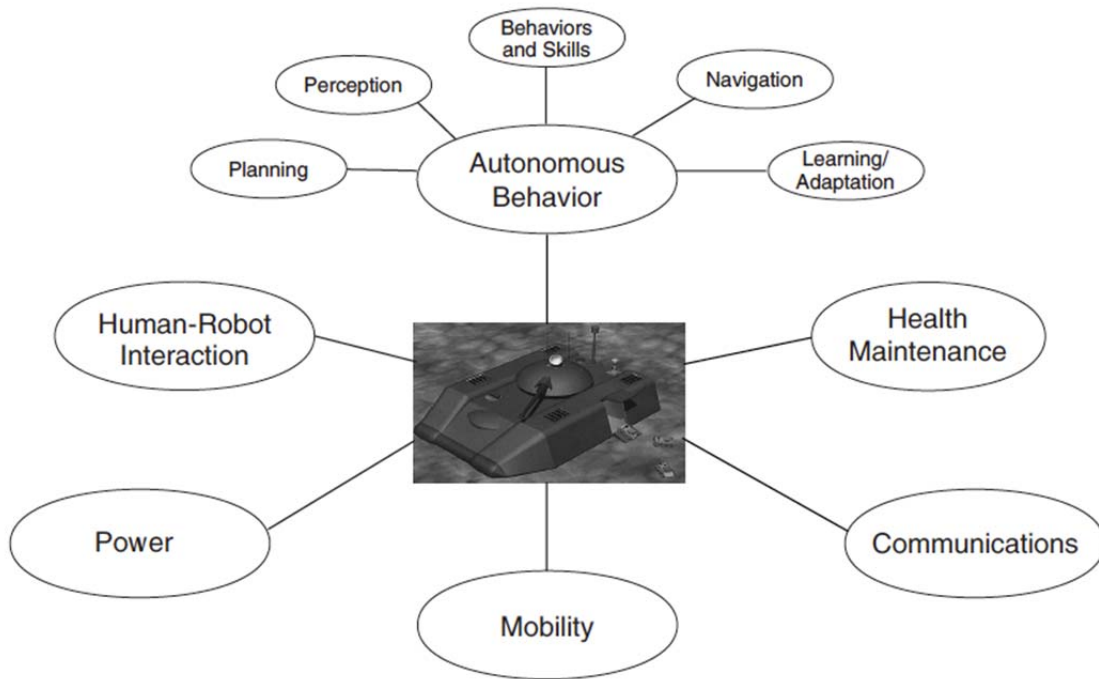 Behaviors
and Skills
Perception
Navigation
Planning
Autonomous
Behavior
Learning/
Adaptation
Human-Robot
Interaction
Health
Maintenance
Power
Communications
Mobility